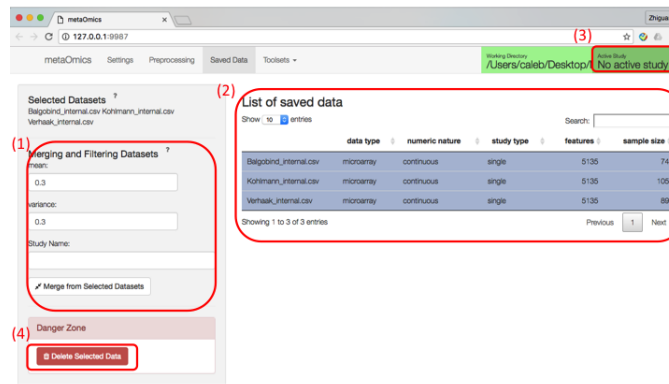 metaOmics
Zhigua
127.0.0.1:9987
(3)
metaOmics Settings Preprocessing Saved Data Toolsets
Working Directory
/Users/caleb/Desktop/
Active Study
No active study
(2)
Selected Datasets ?
Balgobind_internal.csv Kohlmann_internal.csv
Verhaak_internal.csv
(1)
Merging and Filtering Datasets ?
mean:
0.3
variance:
0.3
Study Name:
Merge from Selected Datasets
Danger Zone
(4)
Delete Selected Data
List of saved data
Show 10 entries
Search:
data type numeric nature study type features sample size
Balgobind_internal.csv microarray continuous single 5135 74
Kohlmann_internal.csv microarray continuous single 5135 105
Verhaak_internal.csv microarray continuous single 5135 89
Showing 1 to 3 of 3 entries
Previous 1 Next